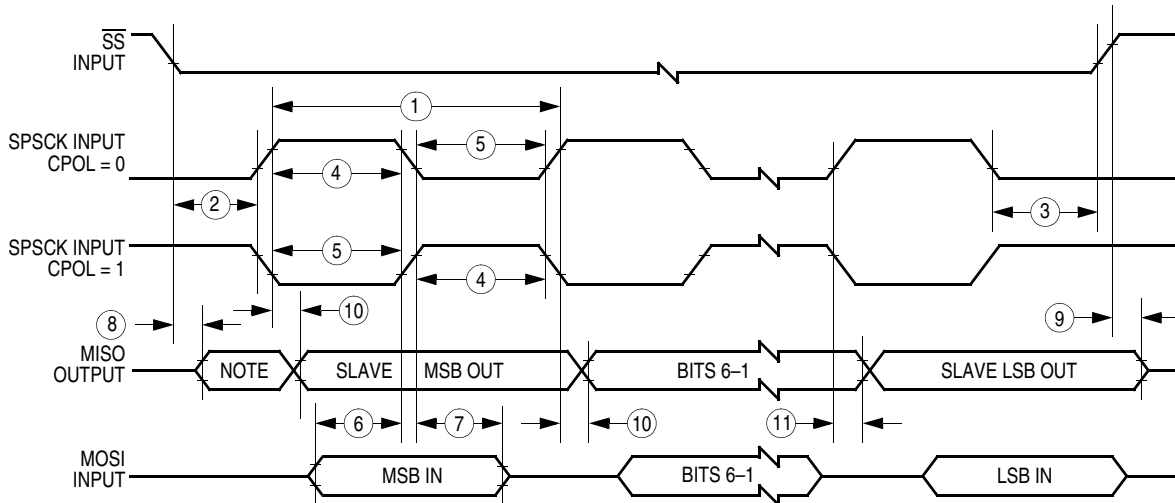 SS
INPUT
1
SPSCK INPUT
CPOL = 0
5
4
2
3
SPSCK INPUT
CPOL = 1
5
4
8
10
9
MISO
OUTPUT
NOTE
SLAVE
MSB OUT
BITS 6–1
SLAVE LSB OUT
6
7
10
11
MOSI
INPUT
MSB IN
BITS 6–1
LSB IN